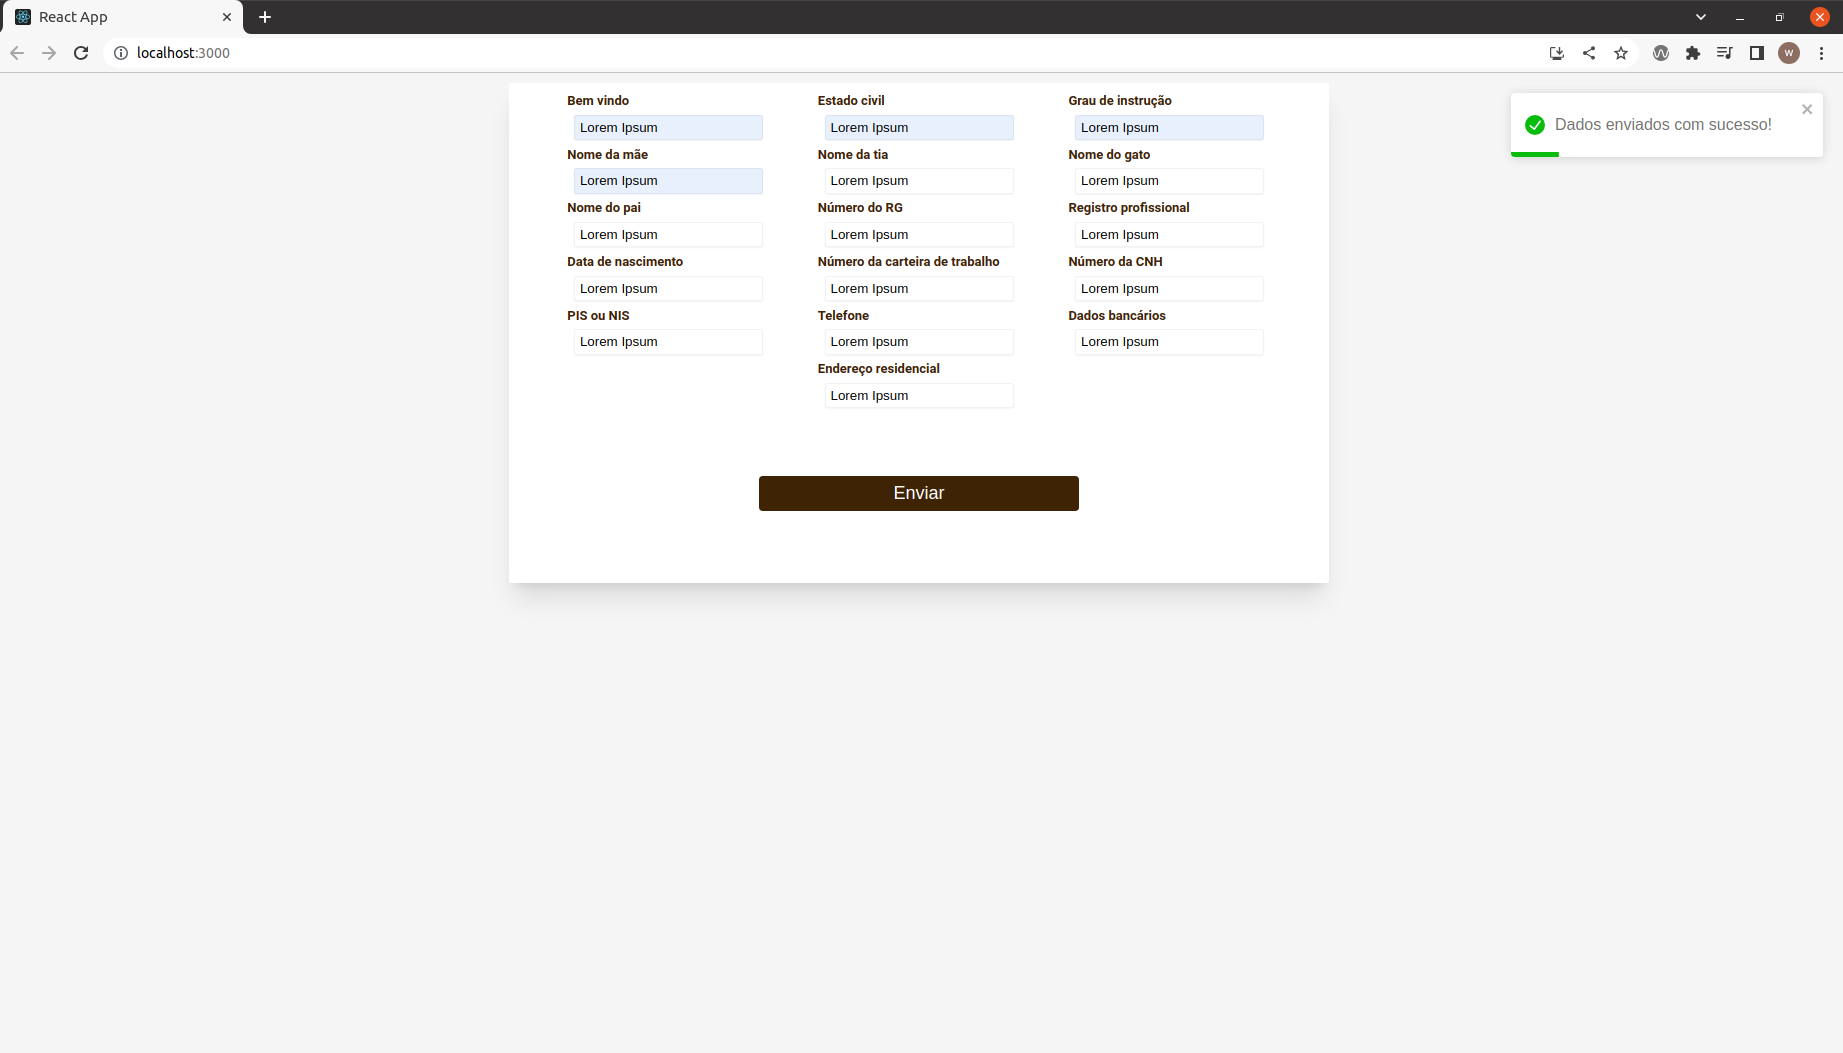 React App
localhost:3000
W
Bem vindo
Estado civil
Grau de instrução
Lorem Ipsum
Lorem Ipsum
Lorem Ipsum
Nome da mãe
Nome da tia
Nome do gato
Lorem Ipsum
Lorem Ipsum
Lorem Ipsum
Nome do pai
Número do RG
Registro profissional
Lorem Ipsum
Lorem Ipsum
Lorem Ipsum
Data de nascimento
Número da carteira de trabalho
Número da CNH
Lorem Ipsum
Lorem Ipsum
Lorem Ipsum
PIS ou NIS
Telefone
Dados bancários
Lorem Ipsum
Lorem Ipsum
Lorem Ipsum
Endereço residencial
Lorem Ipsum
Enviar
Dados enviados com sucesso!